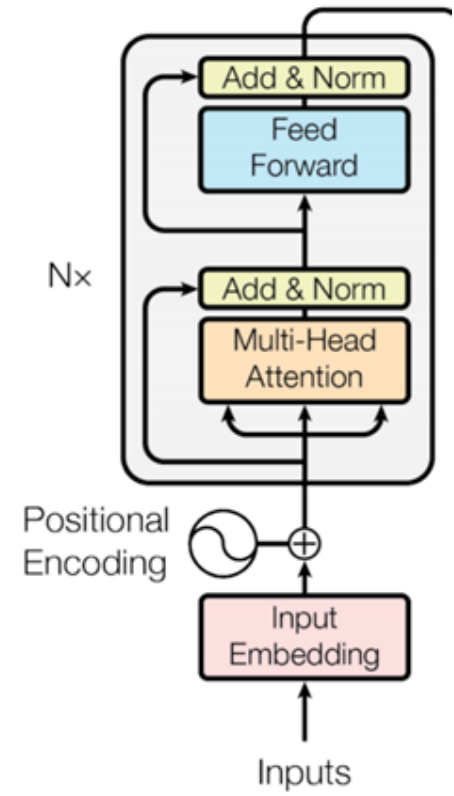 Add & Norm
Feed
Forward
Nx
Add & Norm
Multi-Head
Attention
Positional
Encoding
Input
Embedding
Inputs